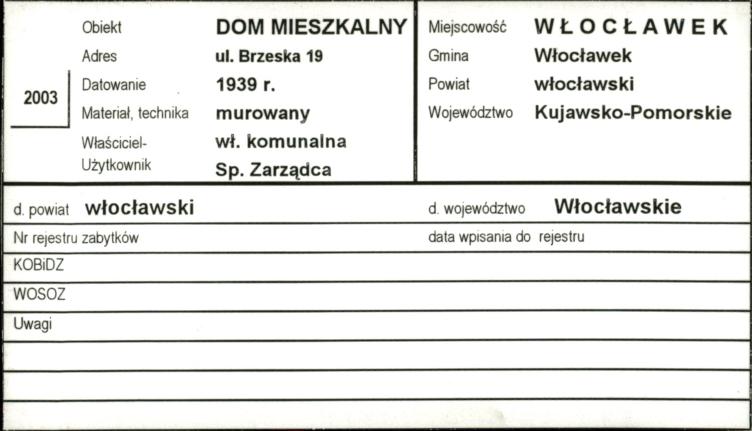 2003
Obiekt DOM MIESZKALNY
Adres ul. Brzeska 19
Datowanie 1939 r.
Materiał, technika murowany
Właściciel- wł. komunalna
Użytkownik Sp. Zarządca
Miejscowość WŁOCŁAWEK
Gmina Włocławek
Powiat włocławski
Województwo Kujawsko-Pomorskie
d. powiat włocławski d. województwo Włocławskie
Nr rejestru zabytków data wpisania do rejestru
KOBiDZ
WOSOZ
Uwagi